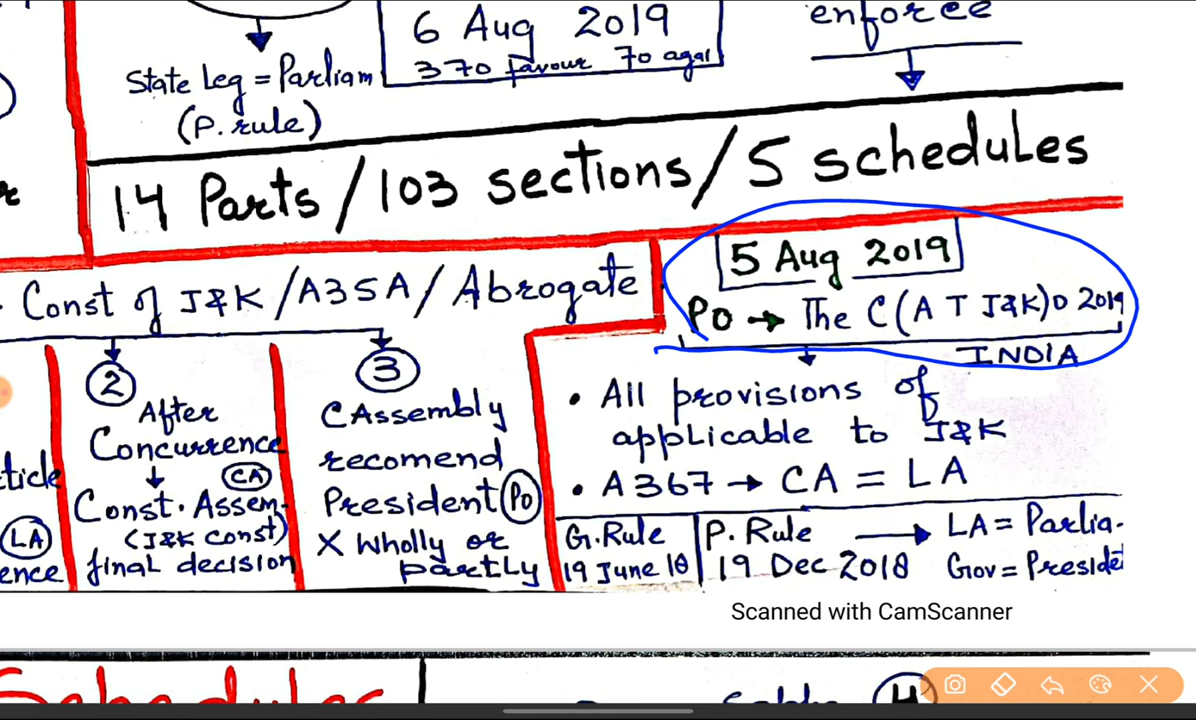 6 Aug 2019
370 favour 70 agai
enforce
State Leg = Parliam
(P. rule)
14 Parts / 103 sections / 5 schedules
Const of J&K / A35A / Abrogate
5 Aug 2019
PO → The C(A T J&K)O 2019
INDIA
2
After
Concurrence
CA
Const. Assem-
(J&K const)
final decision
3
CAssembly
recomend
President PO
X Wholly or
partly
• All provisions of
applicable to J&K
• A367 → CA = LA
G. Rule
19 June 18
P. Rule → LA = Parlia-
19 Dec 2018 Gov = Preside
ticle
LA
ence
Scanned with CamScanner
Schedules